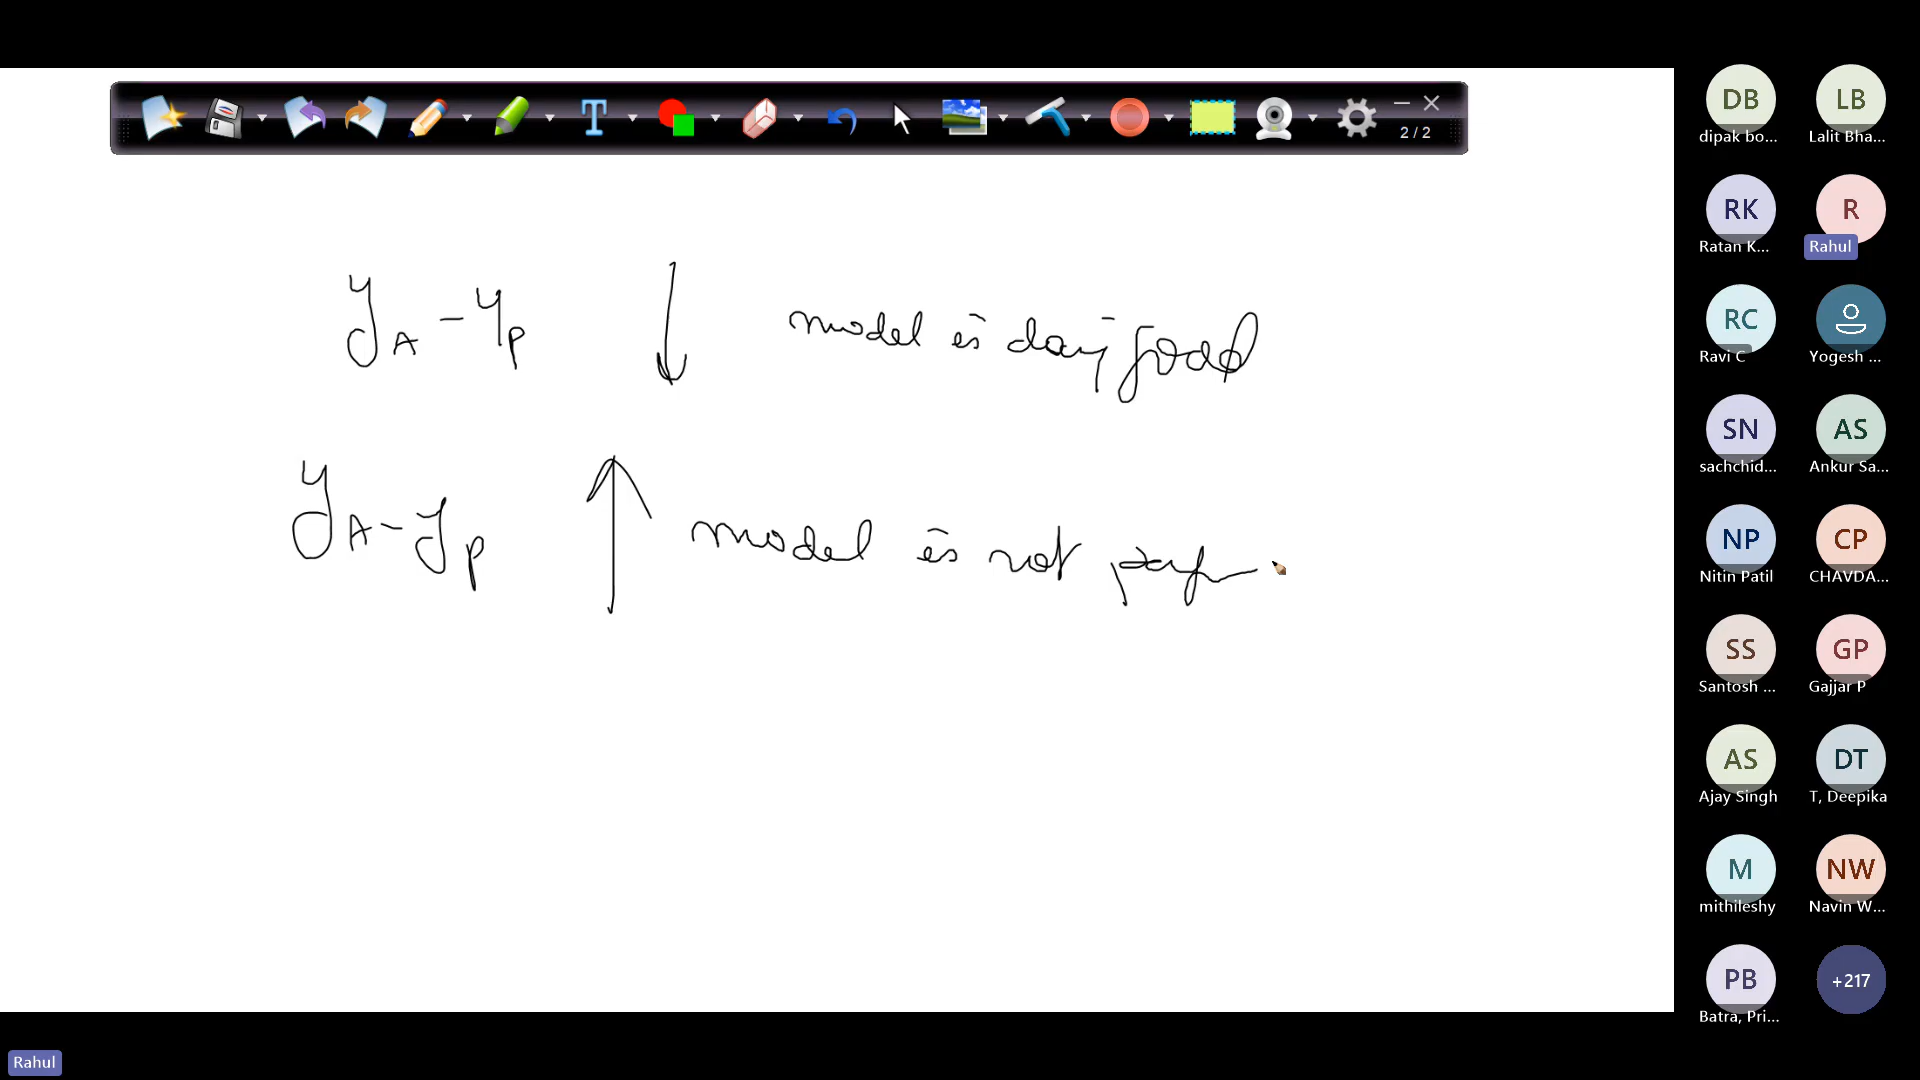 2 / 2
yA - yp ↓ model is doing good
yA - yp ↑ model is not
DB
dipak bo...
LB
Lalit Bha...
RK
Ratan K...
R
Rahul
RC
Ravi C
Yogesh ...
SN
sachchid...
AS
Ankur Sa...
NP
Nitin Patil
CP
CHAVDA...
SS
Santosh ...
GP
Gajjar P
AS
Ajay Singh
DT
T, Deepika
M
mithileshy
NW
Navin W...
PB
Batra, Pri...
+217
Rahul